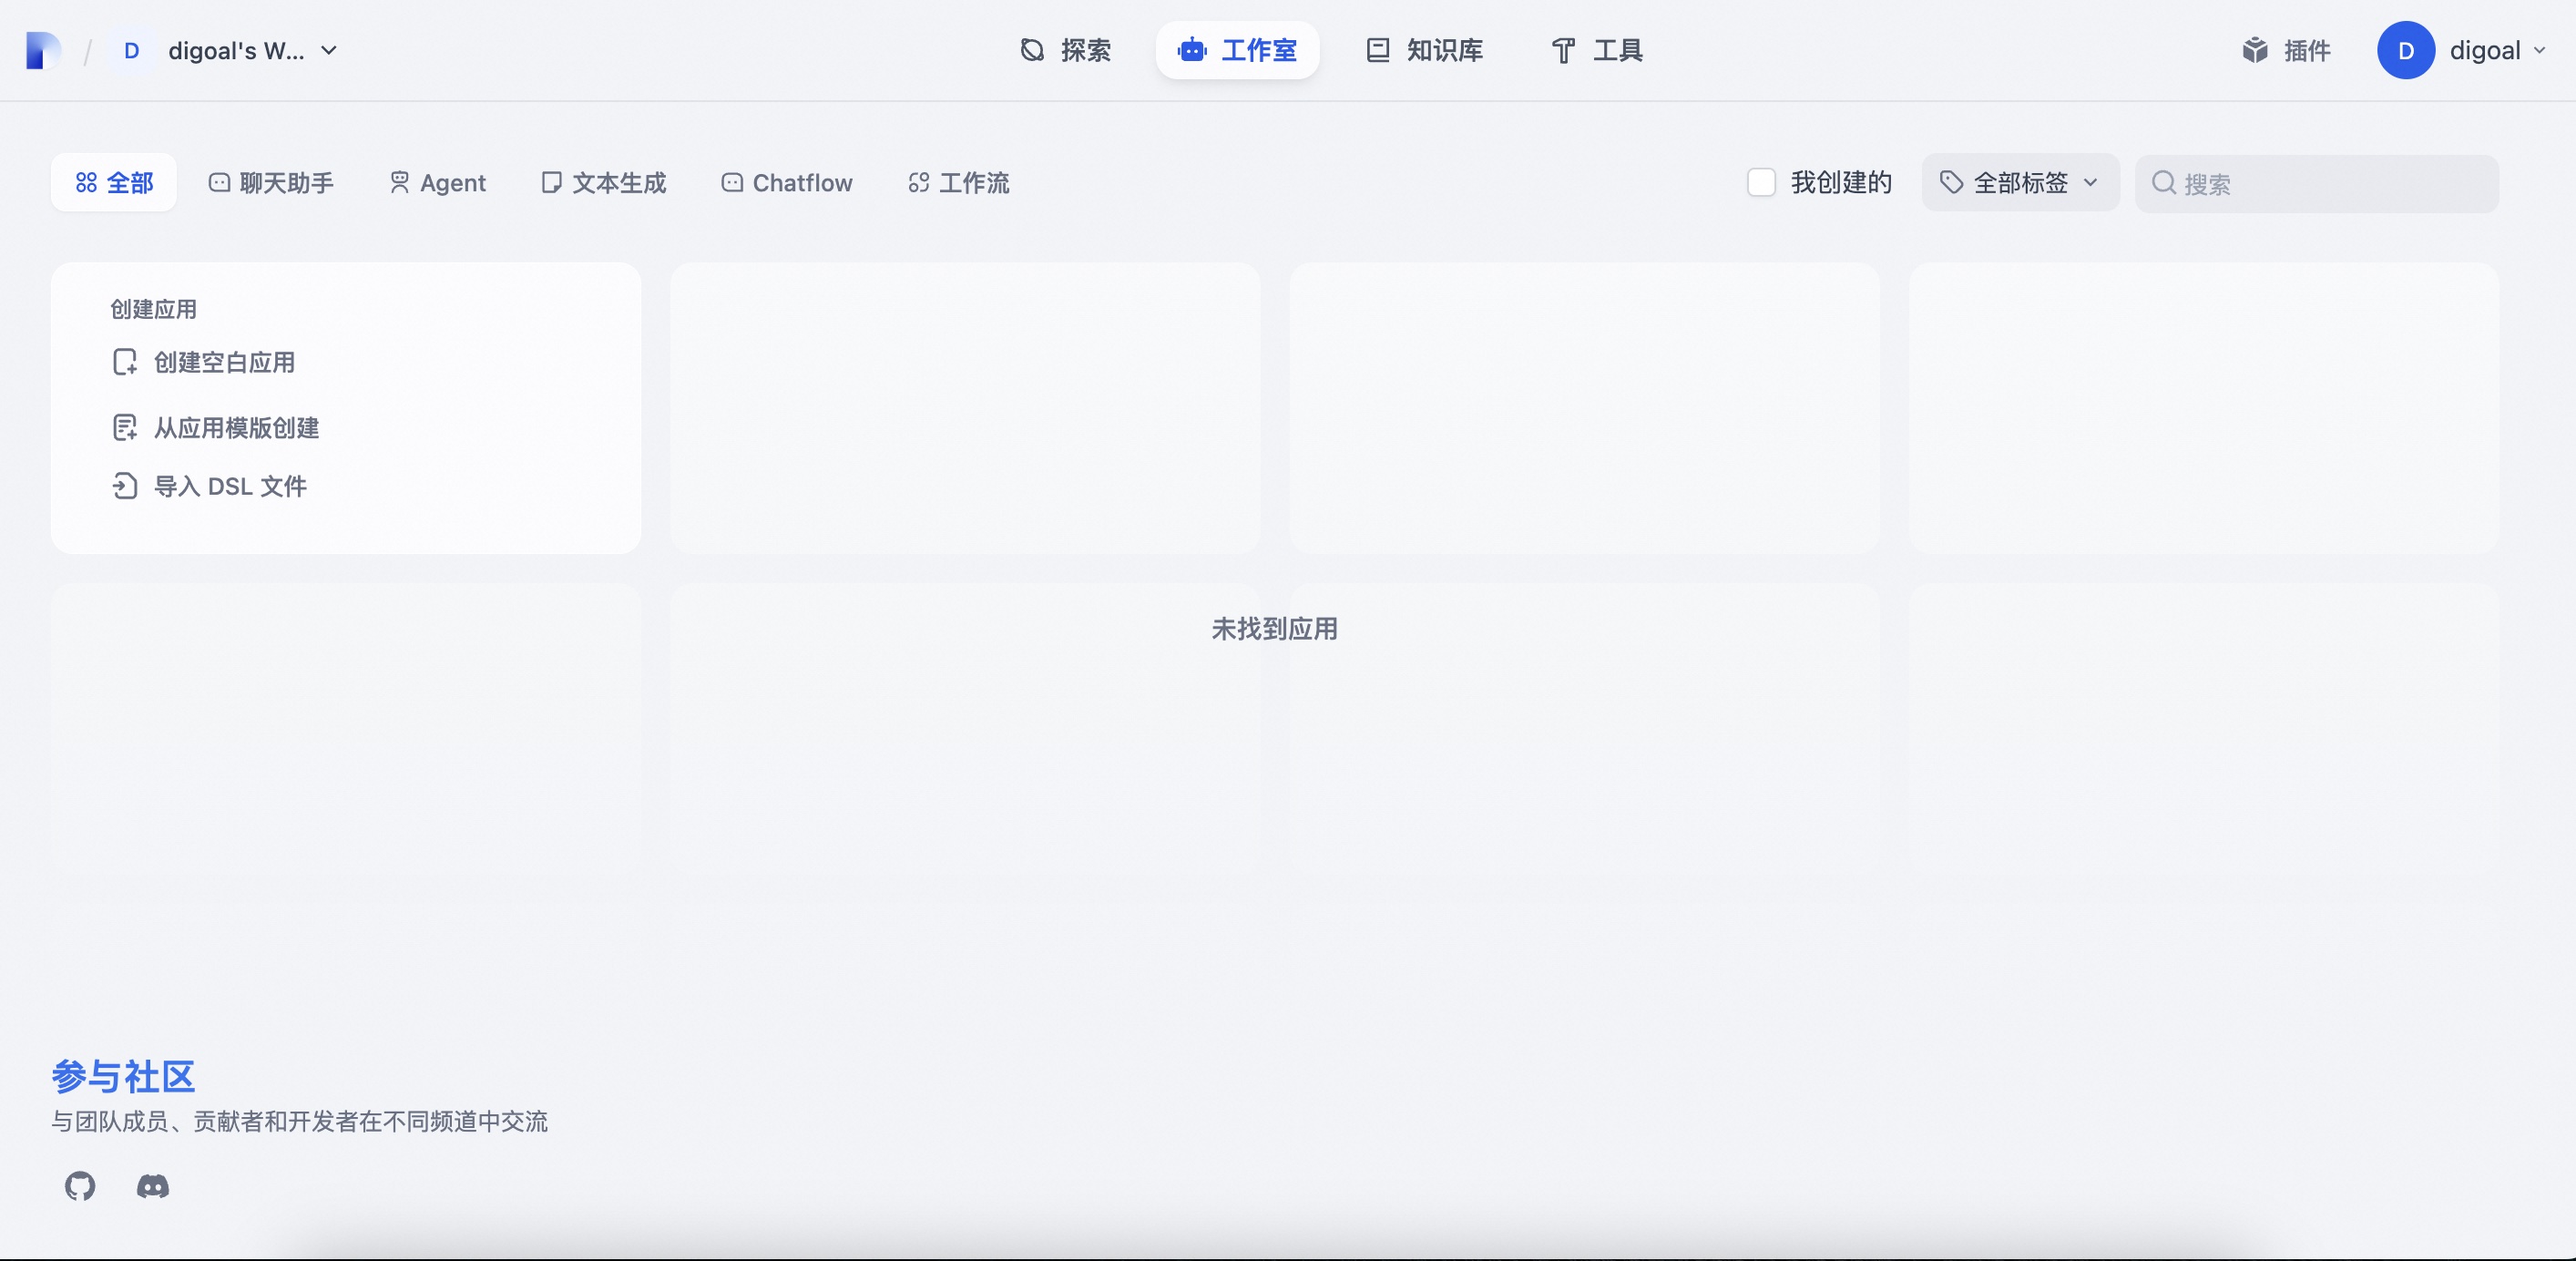 / D digoal's W... 探索 工作室 知识库 工具 插件 D digoal
全部 聊天助手 Agent 文本生成 Chatflow 工作流 我创建的 全部标签 搜索
创建应用
创建空白应用
从应用模版创建
导入 DSL 文件
未找到应用
参与社区
与团队成员、贡献者和开发者在不同频道中交流